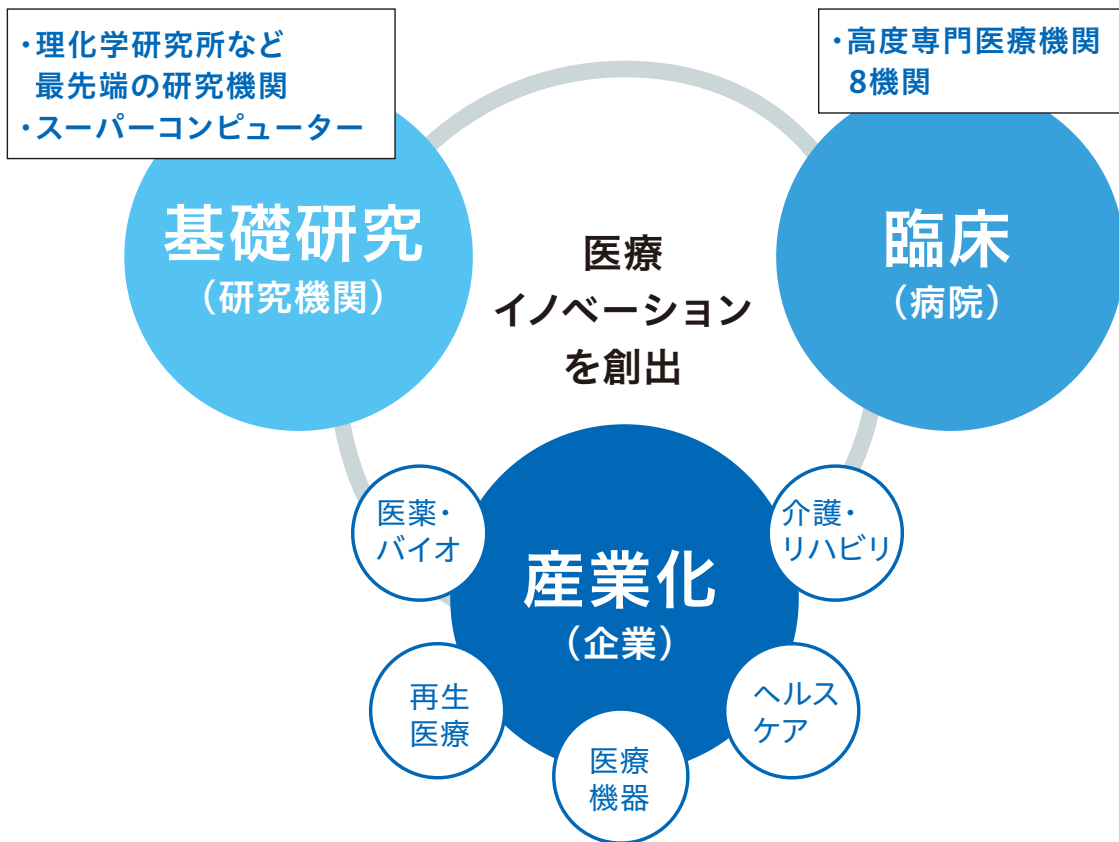 ・理化学研究所など
最先端の研究機関
・スーパーコンピューター
・高度専門医療機関
8機関
基礎研究
（研究機関）
臨床
（病院）
医療
イノベーション
を創出
医薬・
バイオ
介護・
リハビリ
産業化
（企業）
再生
医療
ヘルス
ケア
医療
機器